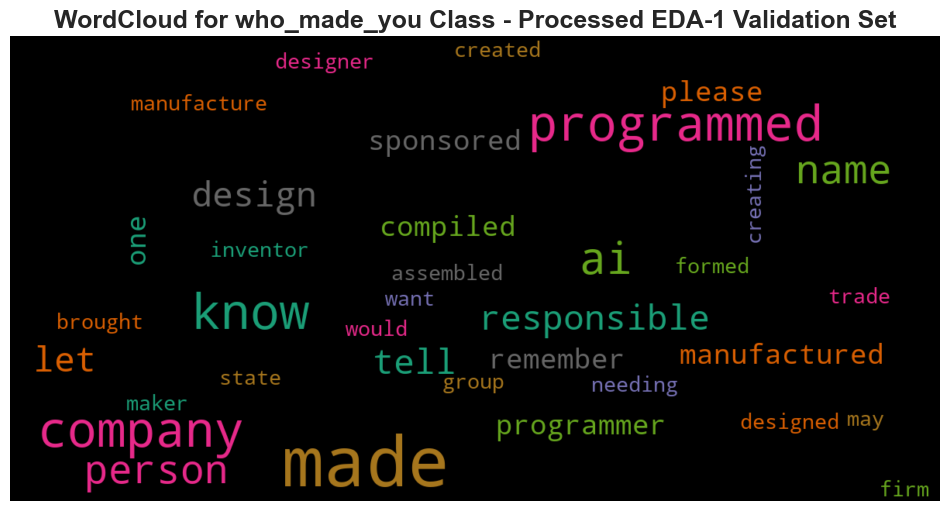 WordCloud for who_made_you Class - Processed EDA-1 Validation Set
created
designer
please
manufacture
programmed
sponsored
name
design
creating
compiled
one
inventor
ai
formed
assembled
want
trade
know
responsible
brought
would
let
tell
remember
manufactured
state
group
needing
maker
company
programmer
designed
may
person
made
firm